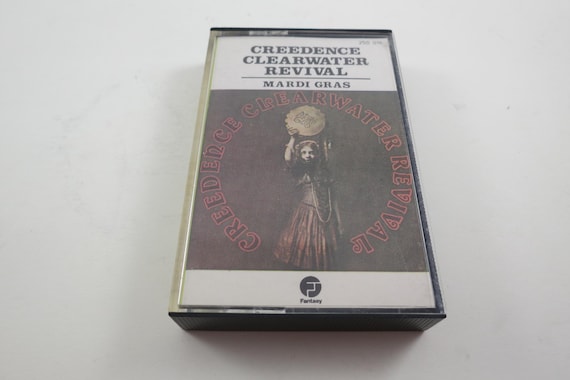 CREEDENCE
CLEARWATER
REVIVAL
MARDI GRAS
CREEDENCE CLEARWATER REVIVAL
Fantasy